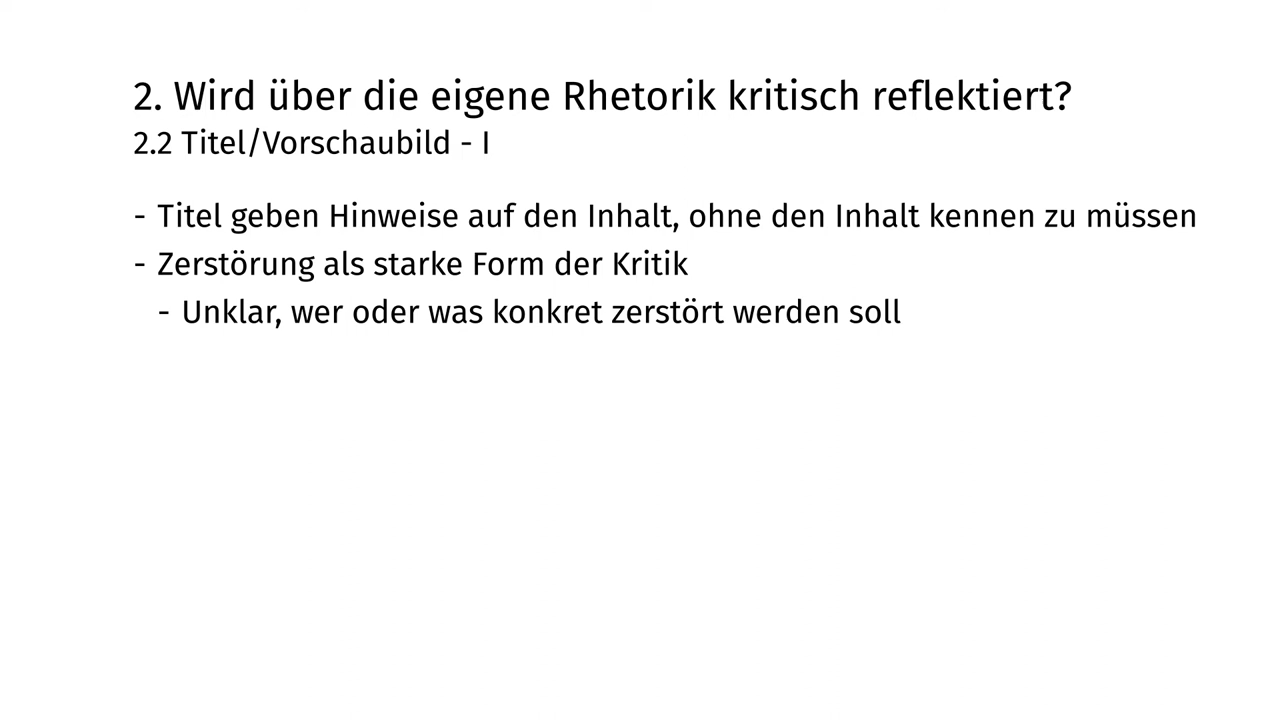 2. Wird über die eigene Rhetorik kritisch reflektiert?
2.2 Titel/Vorschaubild - I
- Titel geben Hinweise auf den Inhalt, ohne den Inhalt kennen zu müssen
- Zerstörung als starke Form der Kritik
- Unklar, wer oder was konkret zerstört werden soll